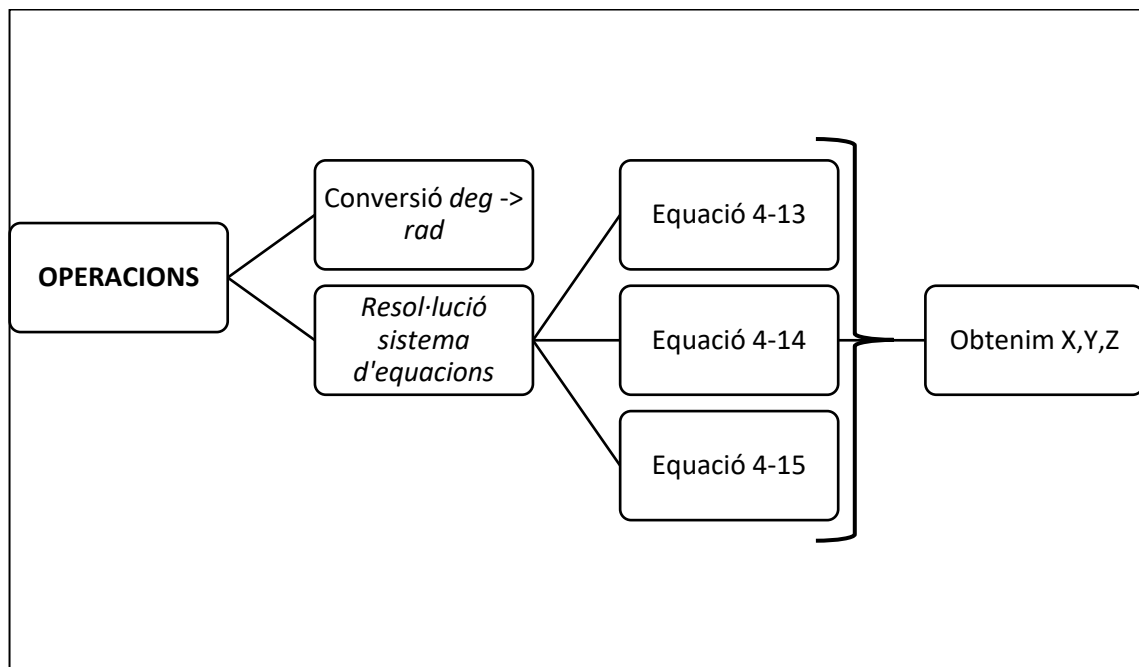 OPERACIONS
Conversió deg ->
rad
Resol·lució
sistema
d'equacions
Equació 4-13
Equació 4-14
Equació 4-15
Obtenim X,Y,Z